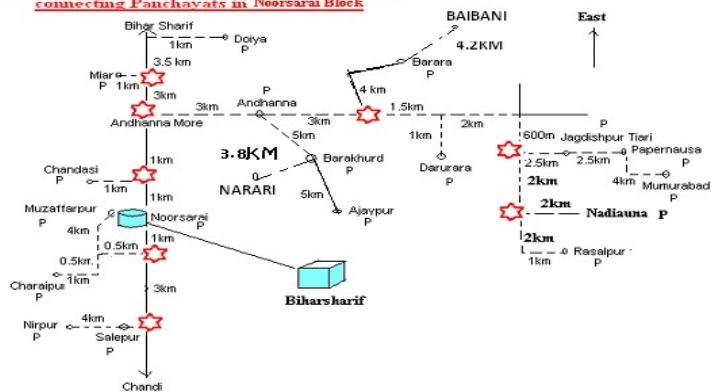 connecting Panchayats in Noorsarai Block
BAIBANI
East
Bihar Sharif
1km
Doiya
P
4.2KM
3.5 km
Barara
P
Miar
P
1km
3km
4 km
P
Andhanna
3km
3km
1.5km
P
Andhanna More
2km
600m
Jagdishpur Tiari
5km
1km
Papernausa
P
3.8KM
Barakhurd
P
2.5km
2.5km
1km
Chandasi
P
1km
NARARI
Darurara
P
2km
4km
Mumurabad
P
1km
5km
Muzaffarpur
P
Noorsarai
P
Ajaypur
P
2km
Nadiauna P
4km
1km
0.5km
2km
0.5km.
1km
Rasalpur
P
1km
Charaipur
P
3km
Biharsharif
Nirpur
P
4km
Salepur
P
Chandi